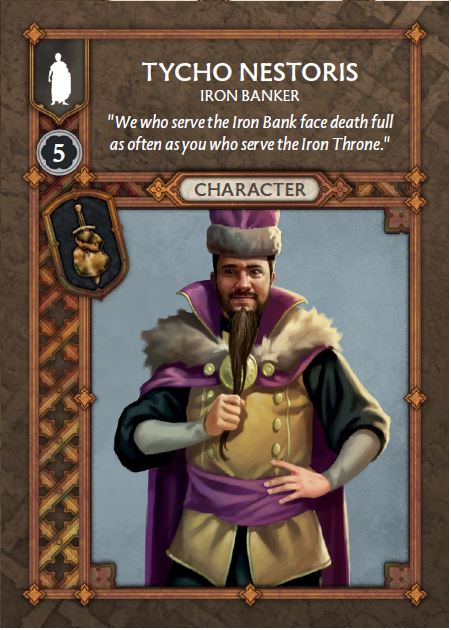 TYCHO NESTORIS
IRON BANKER
"We who serve the Iron Bank face death full
as often as you who serve the Iron Throne."
5
CHARACTER